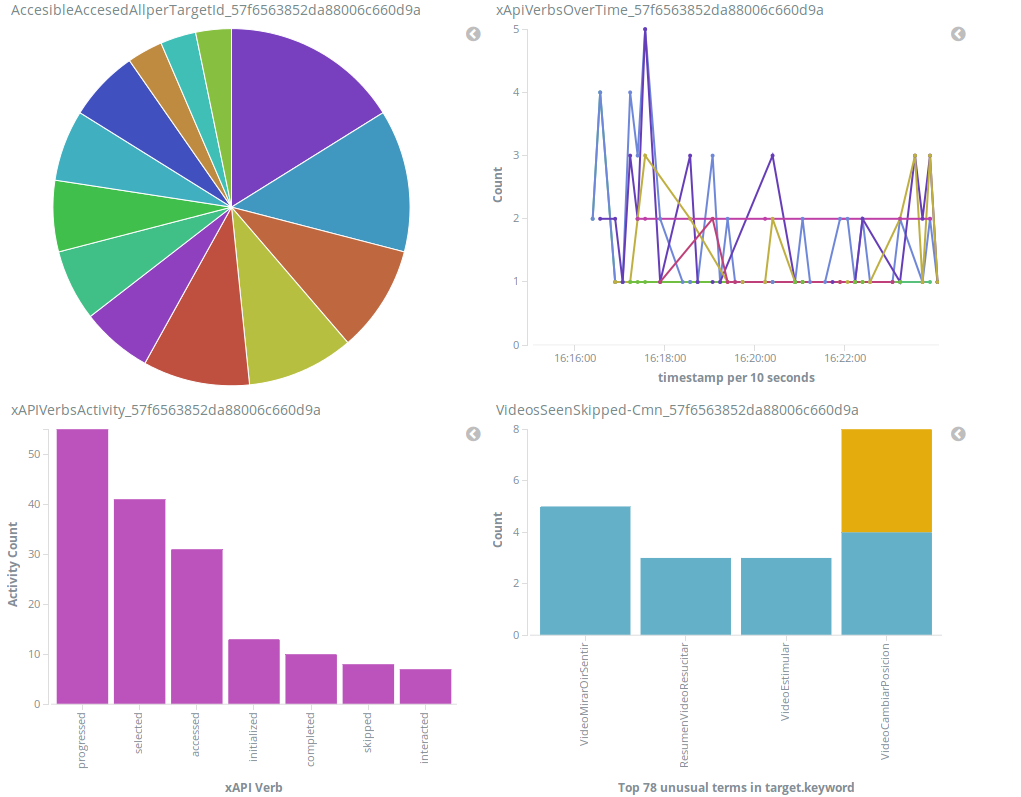 AccesibleAccesedAllperTargetId_57f6563852da88006c660d9a
xApiVerbsOverTime_57f6563852da88006c660d9a
5
4
3
2
1
0
Count
16:16:00
16:18:00
16:20:00
16:22:00
timestamp per 10 seconds
xAPIVerbsActivity_57f6563852da88006c660d9a
50
40
30
20
10
0
Activity Count
progressed
selected
accessed
initialized
completed
skipped
interacted
xAPI Verb
VideosSeenSkipped-Cmn_57f6563852da88006c660d9a
8
6
4
2
0
Count
VideoMirarOirSentir
ResumenVideoResucitar
VideoEstimular
VideoCambiarPosicion
Top 78 unusual terms in target.keyword